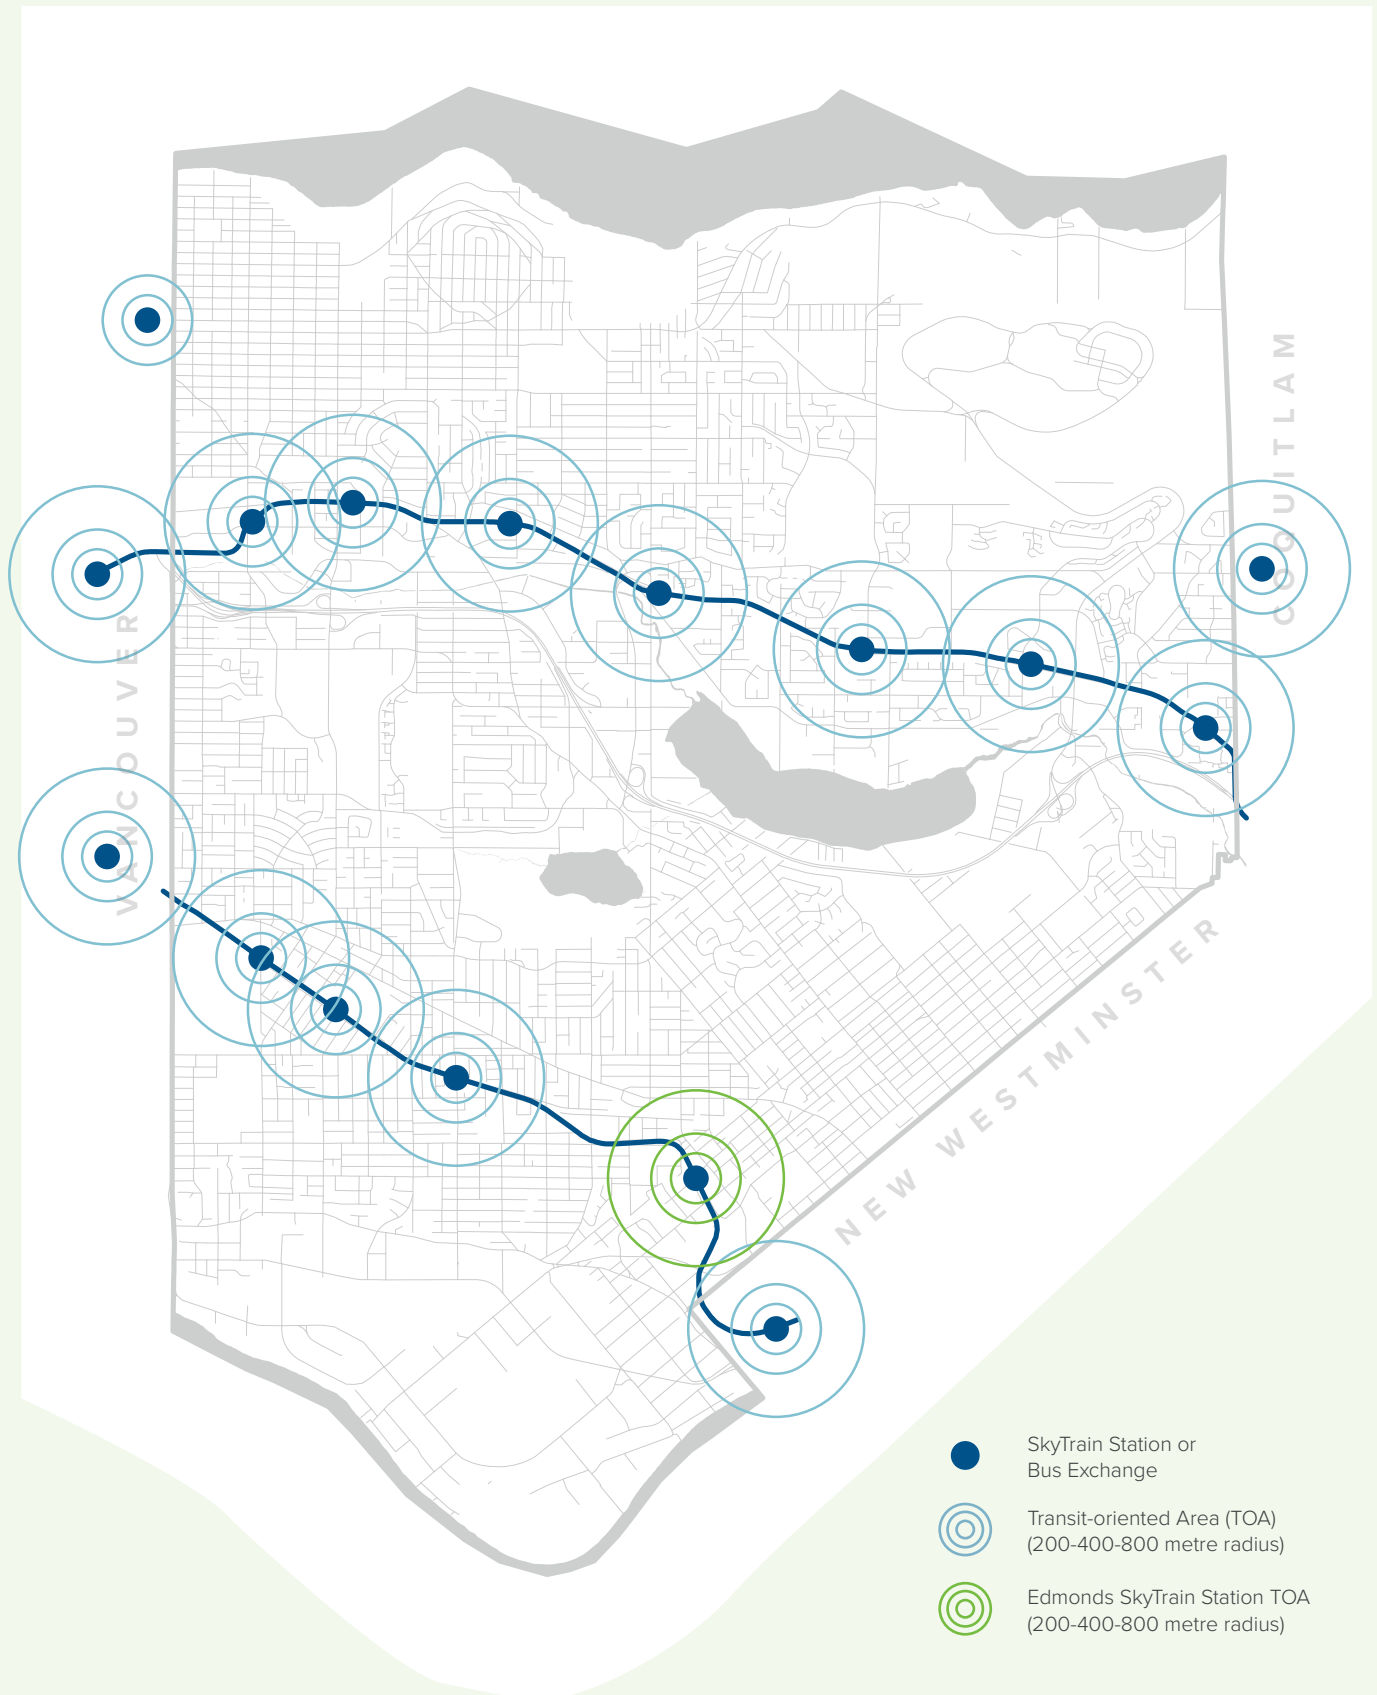 VANCOUVER
COQUITLAM
NEW WESTMINSTER
SkyTrain Station or
Bus Exchange
Transit-oriented Area (TOA)
(200-400-800 metre radius)
Edmonds SkyTrain Station TOA
(200-400-800 metre radius)